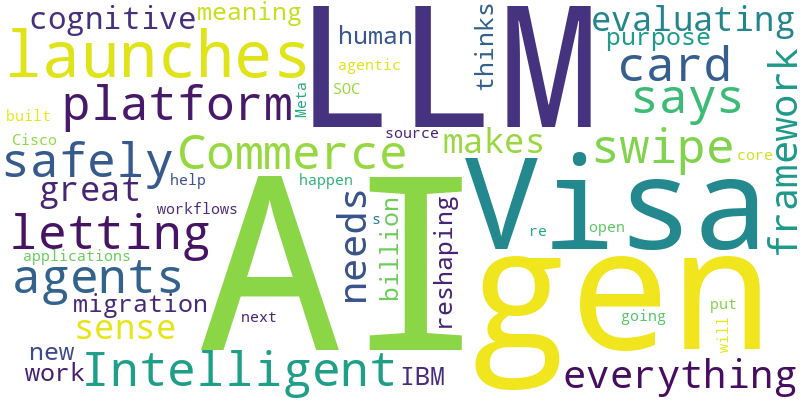 cognitive
meaning
LLM
human
thinks
evaluating
purpose
launches
agentic
card
framework
platform
Meta
SOC
says
built
Cisco
source
safely
Commerce
makes
swipe
core
great
help
happen
AI
Visa
workflows
needs
s
billion
reshaping
letting
re
open
applications
agents
gen
migration
next
going
put
sense
will
new
work
Intelligent
IBM
everything